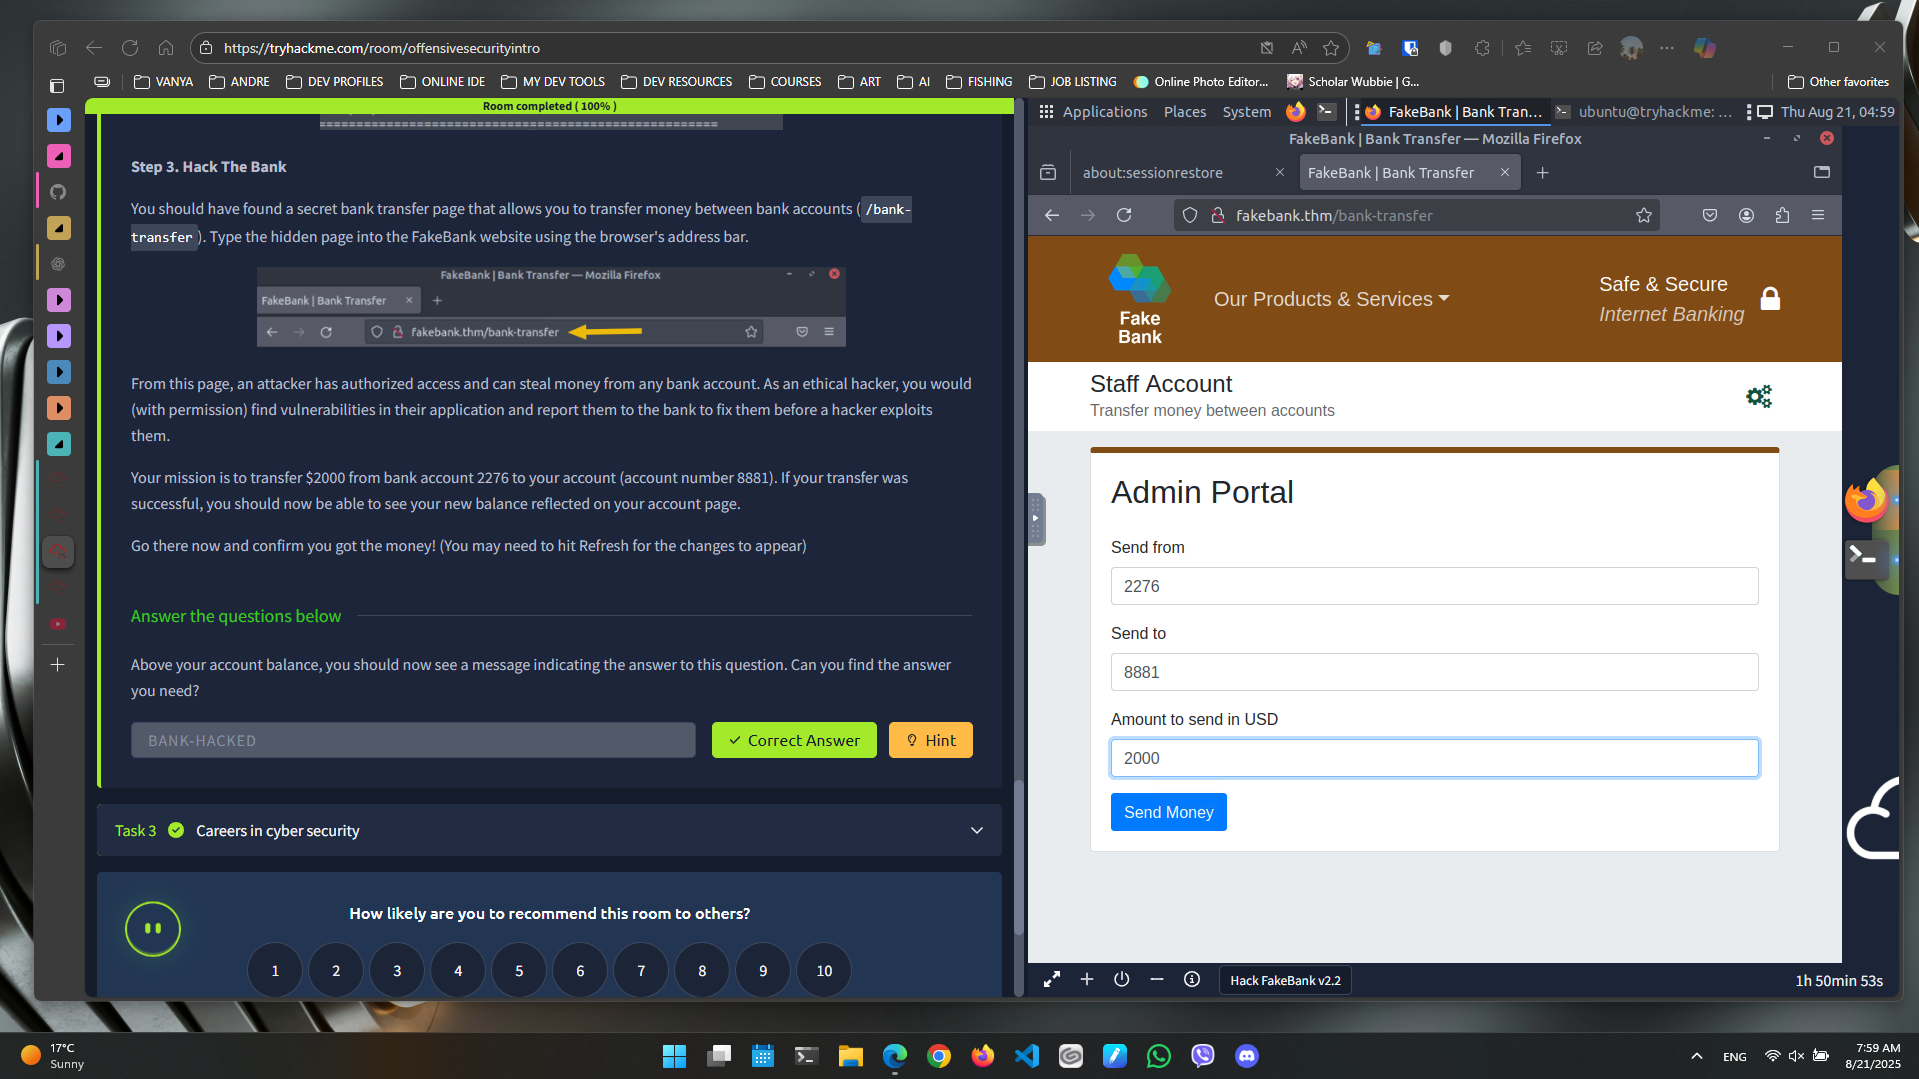 https://tryhackme.com/room/offensivesecurityintro
VANYA
ANDRE
DEV PROFILES
ONLINE IDE
MY DEV TOOLS
DEV RESOURCES
COURSES
ART
AI
FISHING
JOB LISTING
Online Photo Editor...
Scholar Wubbie | G...
Other favorites
Room completed ( 100% )
==================================================
Step 3. Hack The Bank
You should have found a secret bank transfer page that allows you to transfer money between bank accounts ( /bank-
transfer ). Type the hidden page into the FakeBank website using the browser's address bar.
FakeBank | Bank Transfer — Mozilla Firefox
FakeBank | Bank Transfer
fakebank.thm/bank-transfer
From this page, an attacker has authorized access and can steal money from any bank account. As an ethical hacker, you would
(with permission) find vulnerabilities in their application and report them to the bank to fix them before a hacker exploits
them.
Your mission is to transfer $2000 from bank account 2276 to your account (account number 8881). If your transfer was
successful, you should now be able to see your new balance reflected on your account page.
Go there now and confirm you got the money! (You may need to hit Refresh for the changes to appear)
Answer the questions below
Above your account balance, you should now see a message indicating the answer to this question. Can you find the answer
you need?
BANK-HACKED
Correct Answer
Hint
Task 3
Careers in cyber security
How likely are you to recommend this room to others?
1 2 3 4 5 6 7 8 9 10
Applications Places System
FakeBank | Bank Tran...
ubuntu@tryhackme: ...
Thu Aug 21, 04:59
FakeBank | Bank Transfer — Mozilla Firefox
about:sessionrestore
FakeBank | Bank Transfer
fakebank.thm/bank-transfer
Fake
Bank
Our Products & Services
Safe & Secure
Internet Banking
Staff Account
Transfer money between accounts
Admin Portal
Send from
2276
Send to
8881
Amount to send in USD
2000
Send Money
Hack FakeBank v2.2
1h 50min 53s
17°C
Sunny
ENG
7:59 AM
8/21/2025